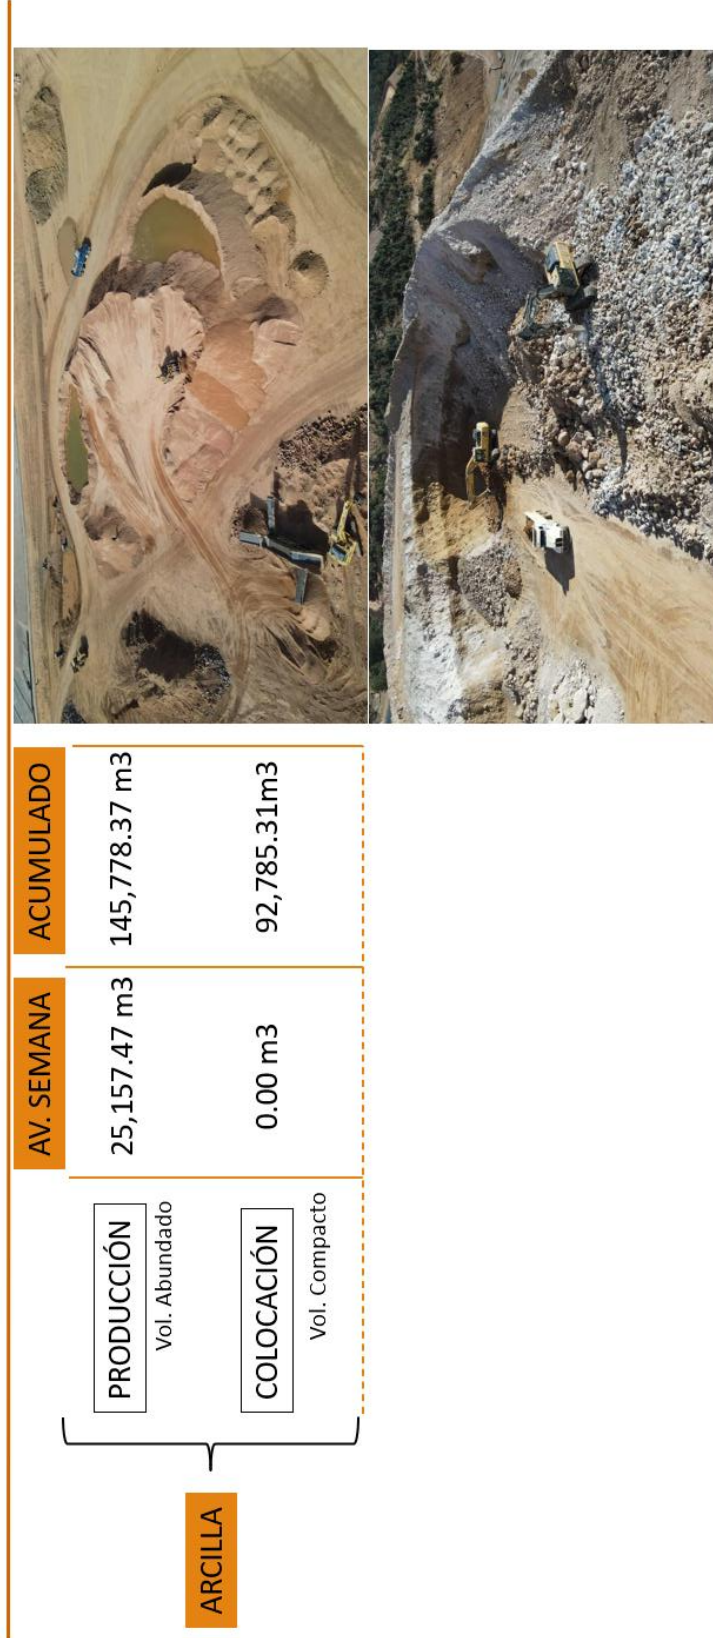 AV. SEMANA ACUMULADO
ARCILLA
PRODUCCIÓN 25,157.47 m3 145,778.37 m3
Vol. Abundado
COLOCACIÓN 0.00 m3 92,785.31m3
Vol. Compacto